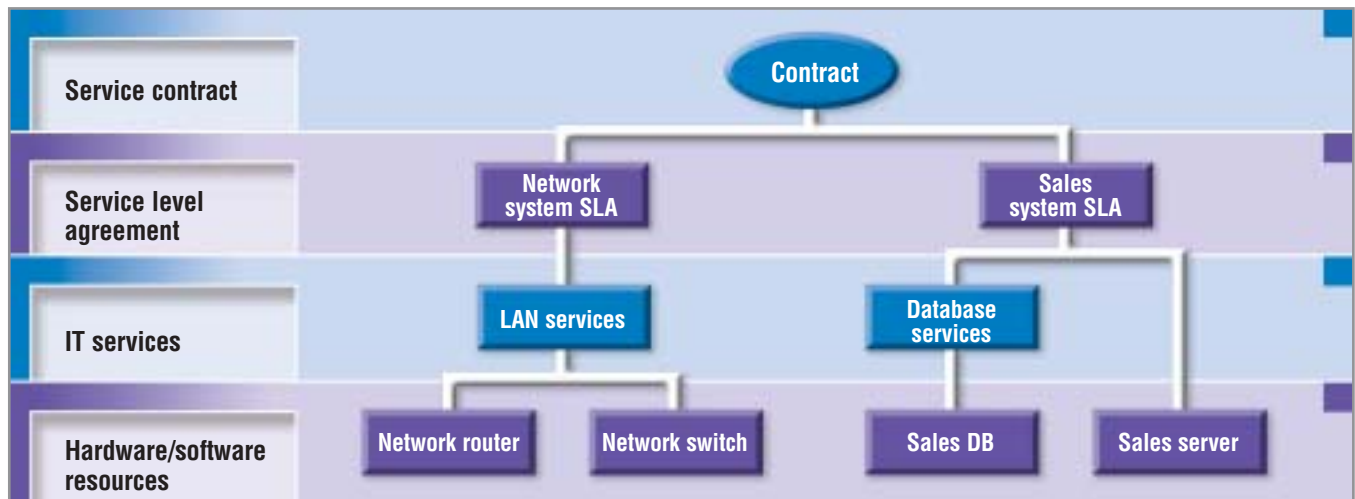 Service contract
Contract
Service level
agreement
Network
system SLA
Sales
system SLA
IT services
LAN services
Database
services
Hardware/software
resources
Network router
Network switch
Sales DB
Sales server